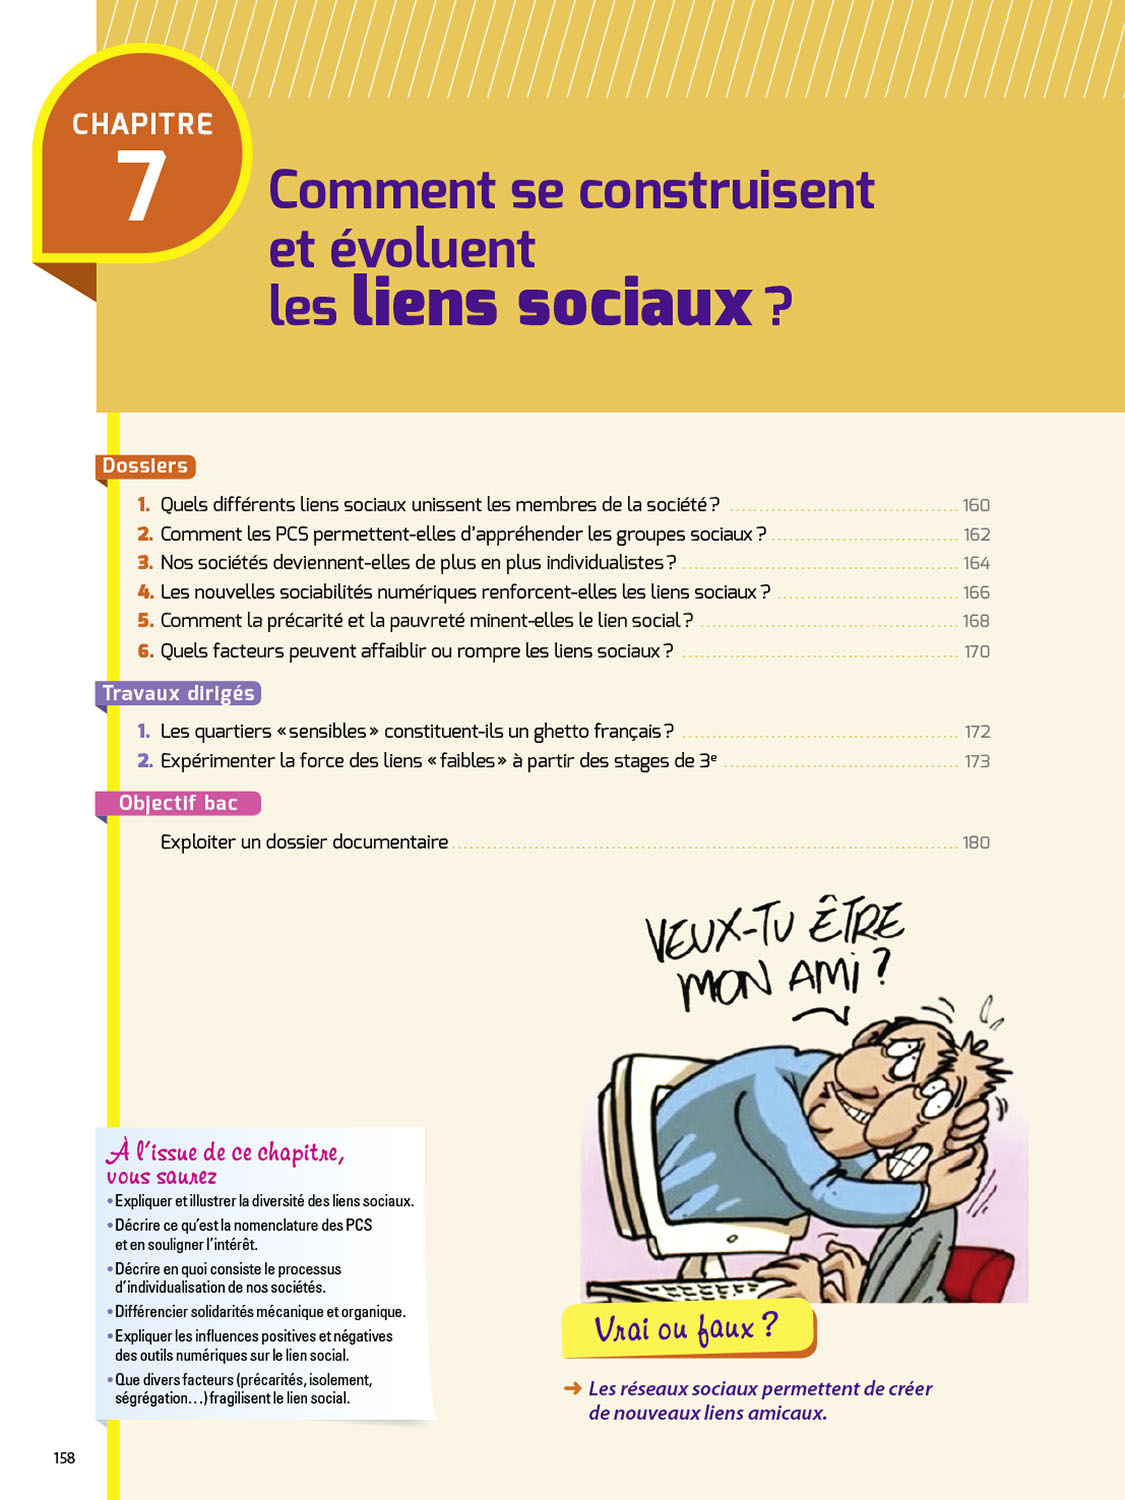 CHAPITRE
7
Comment se construisent
et évoluent
les liens sociaux ?
Dossiers
1. Quels différents liens sociaux unissent les membres de la société ? 160
2. Comment les PCS permettent-elles d’appréhender les groupes sociaux ? 162
3. Nos sociétés deviennent-elles de plus en plus individualistes ? 164
4. Les nouvelles sociabilités numériques renforcent-elles les liens sociaux ? 166
5. Comment la précarité et la pauvreté minent-elles le lien social ? 168
6. Quels facteurs peuvent affaiblir ou rompre les liens sociaux ? 170
Travaux dirigés
1. Les quartiers « sensibles » constituent-ils un ghetto français ? 172
2. Expérimenter la force des liens « faibles » à partir des stages de 3e 173
Objectif bac
Exploiter un dossier documentaire 180
VEUX-TU ÊTRE
MON AMI ?
À l’issue de ce chapitre,
vous saurez
• Expliquer et illustrer la diversité des liens sociaux.
• Décrire ce qu’est la nomenclature des PCS
et en souligner l’intérêt.
• Décrire en quoi consiste le processus
d’individualisation de nos sociétés.
• Différencier solidarités mécanique et organique.
• Expliquer les influences positives et négatives
des outils numériques sur le lien social.
• Que divers facteurs (précarités, isolement,
ségrégation…) fragilisent le lien social.
Vrai ou faux ?
➜ Les réseaux sociaux permettent de créer
de nouveaux liens amicaux.
158